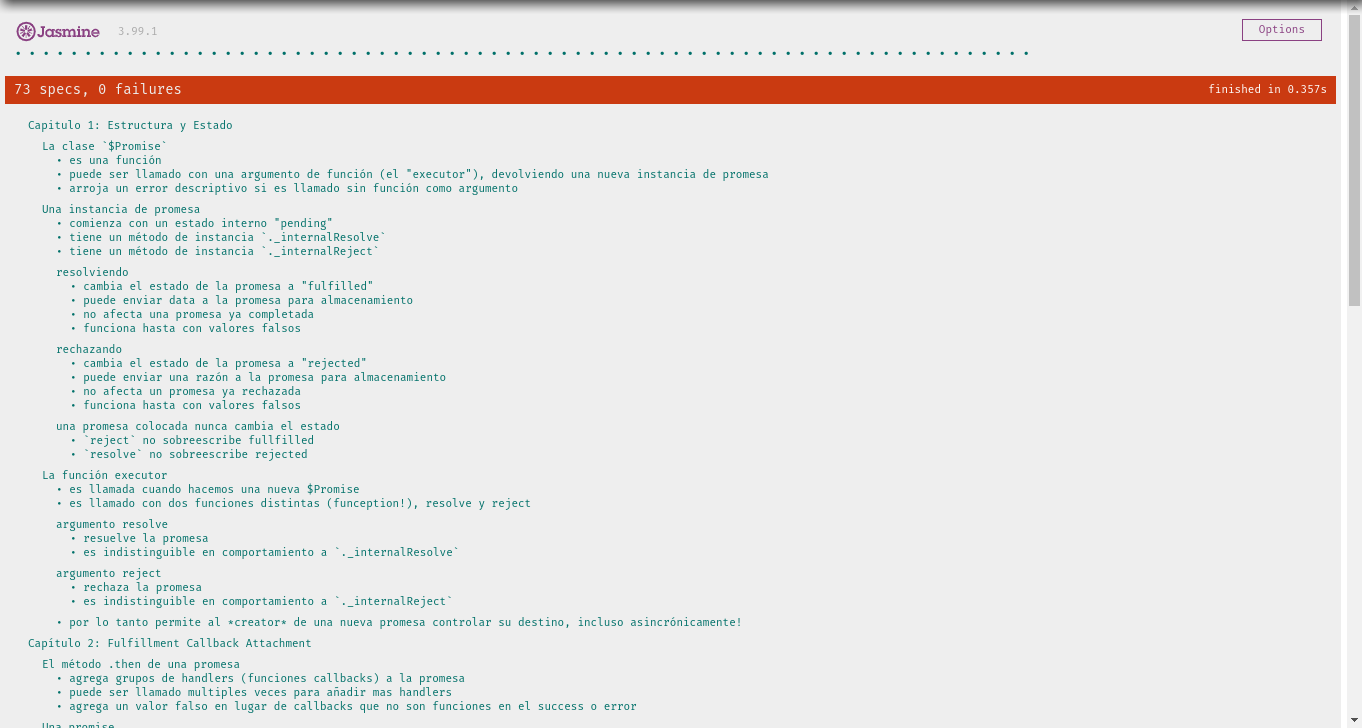 Jasmine 3.99.1 Options
73 specs, 0 failures finished in 0.357s
Capitulo 1: Estructura y Estado
La clase `$Promise`
• es una función
• puede ser llamado con una argumento de función (el "executor"), devolviendo una nueva instancia de promesa
• arroja un error descriptivo si es llamado sin función como argumento
Una instancia de promesa
• comienza con un estado interno "pending"
• tiene un método de instancia `._internalResolve`
• tiene un método de instancia `._internalReject`
resolviendo
• cambia el estado de la promesa a "fulfilled"
• puede enviar data a la promesa para almacenamiento
• no afecta una promesa ya completada
• funciona hasta con valores falsos
rechazando
• cambia el estado de la promesa a "rejected"
• puede enviar una razón a la promesa para almacenamiento
• no afecta un promesa ya rechazada
• funciona hasta con valores falsos
una promesa colocada nunca cambia el estado
• `reject` no sobreescribe fullfilled
• `resolve` no sobreescribe rejected
La función executor
• es llamada cuando hacemos una nueva $Promise
• es llamado con dos funciones distintas (funception!), resolve y reject
argumento resolve
• resuelve la promesa
• es indistinguible en comportamiento a `._internalResolve`
argumento reject
• rechaza la promesa
• es indistinguible en comportamiento a `._internalReject`
• por lo tanto permite al *creator* de una nueva promesa controlar su destino, incluso asincrónicamente!
Capítulo 2: Fulfillment Callback Attachment
El método .then de una promesa
• agrega grupos de handlers (funciones callbacks) a la promesa
• puede ser llamado multiples veces para añadir mas handlers
• agrega un valor falso en lugar de callbacks que no son funciones en el success o error
Una promise